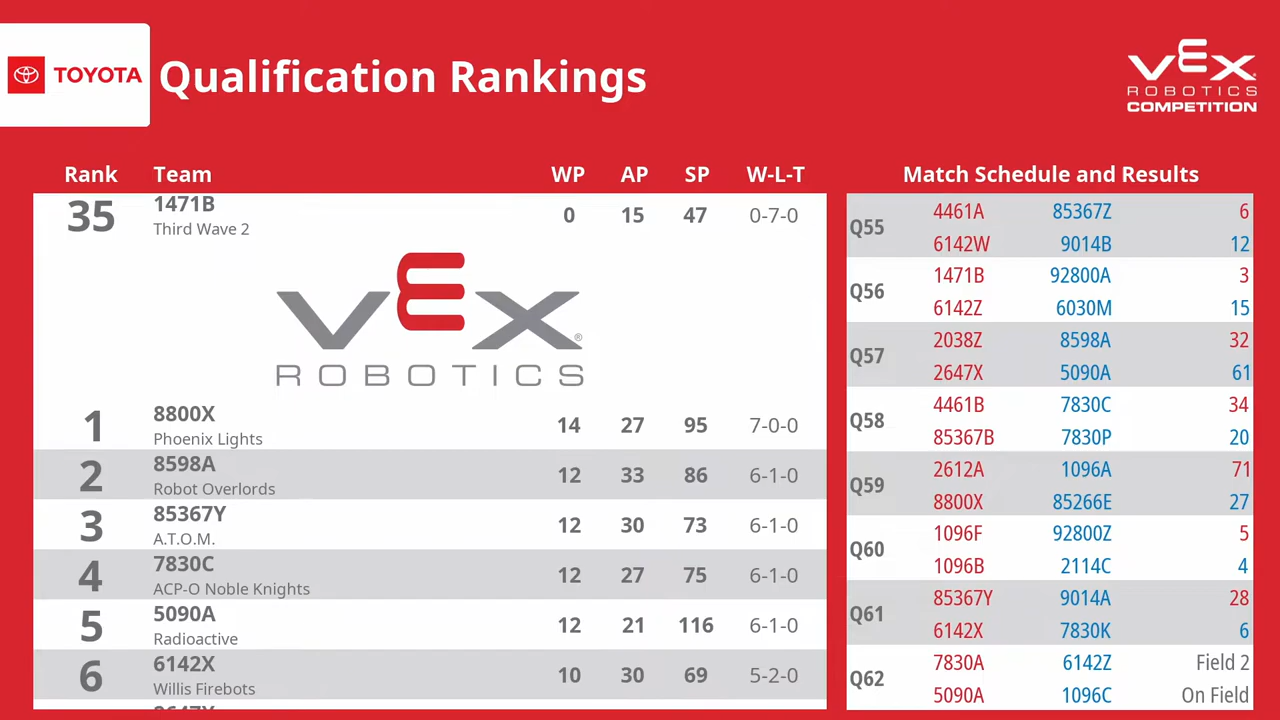 TOYOTA
Qualification Rankings
VEX
ROBOTICS
COMPETITION
Rank Team WP AP SP W-L-T
35 1471B 0 15 47 0-7-0
Third Wave 2
VEX®
ROBOTICS
1 8800X 14 27 95 7-0-0
Phoenix Lights
2 8598A 12 33 86 6-1-0
Robot Overlords
3 85367Y 12 30 73 6-1-0
A.T.O.M.
4 7830C 12 27 75 6-1-0
ACP-O Noble Knights
5 5090A 12 21 116 6-1-0
Radioactive
6 6142X 10 30 69 5-2-0
Willis Firebots
Match Schedule and Results
Q55 4461A 85367Z 6
6142W 9014B 12
Q56 1471B 92800A 3
6142Z 6030M 15
Q57 2038Z 8598A 32
2647X 5090A 61
Q58 4461B 7830C 34
85367B 7830P 20
Q59 2612A 1096A 71
8800X 85266E 27
Q60 1096F 92800Z 5
1096B 2114C 4
Q61 85367Y 9014A 28
6142X 7830K 6
Q62 7830A 6142Z Field 2
5090A 1096C On Field